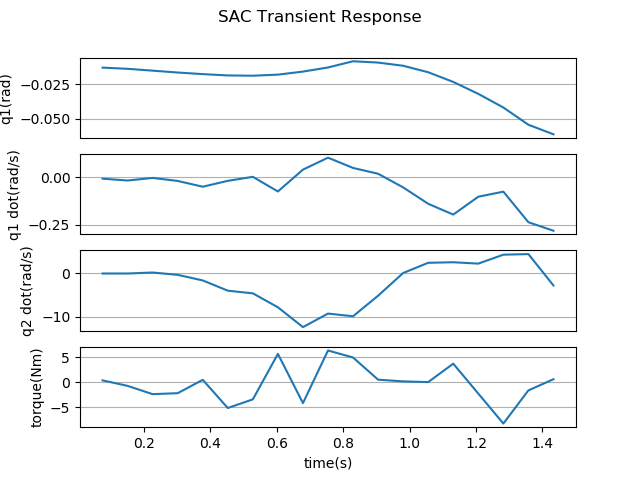 SAC Transient Response
q1(rad)
−0.025
−0.050
q1 dot(rad/s)
0.00
−0.25
q2 dot(rad/s)
0
−10
torque(Nm)
5
0
−5
0.2 0.4 0.6 0.8 1.0 1.2 1.4
time(s)